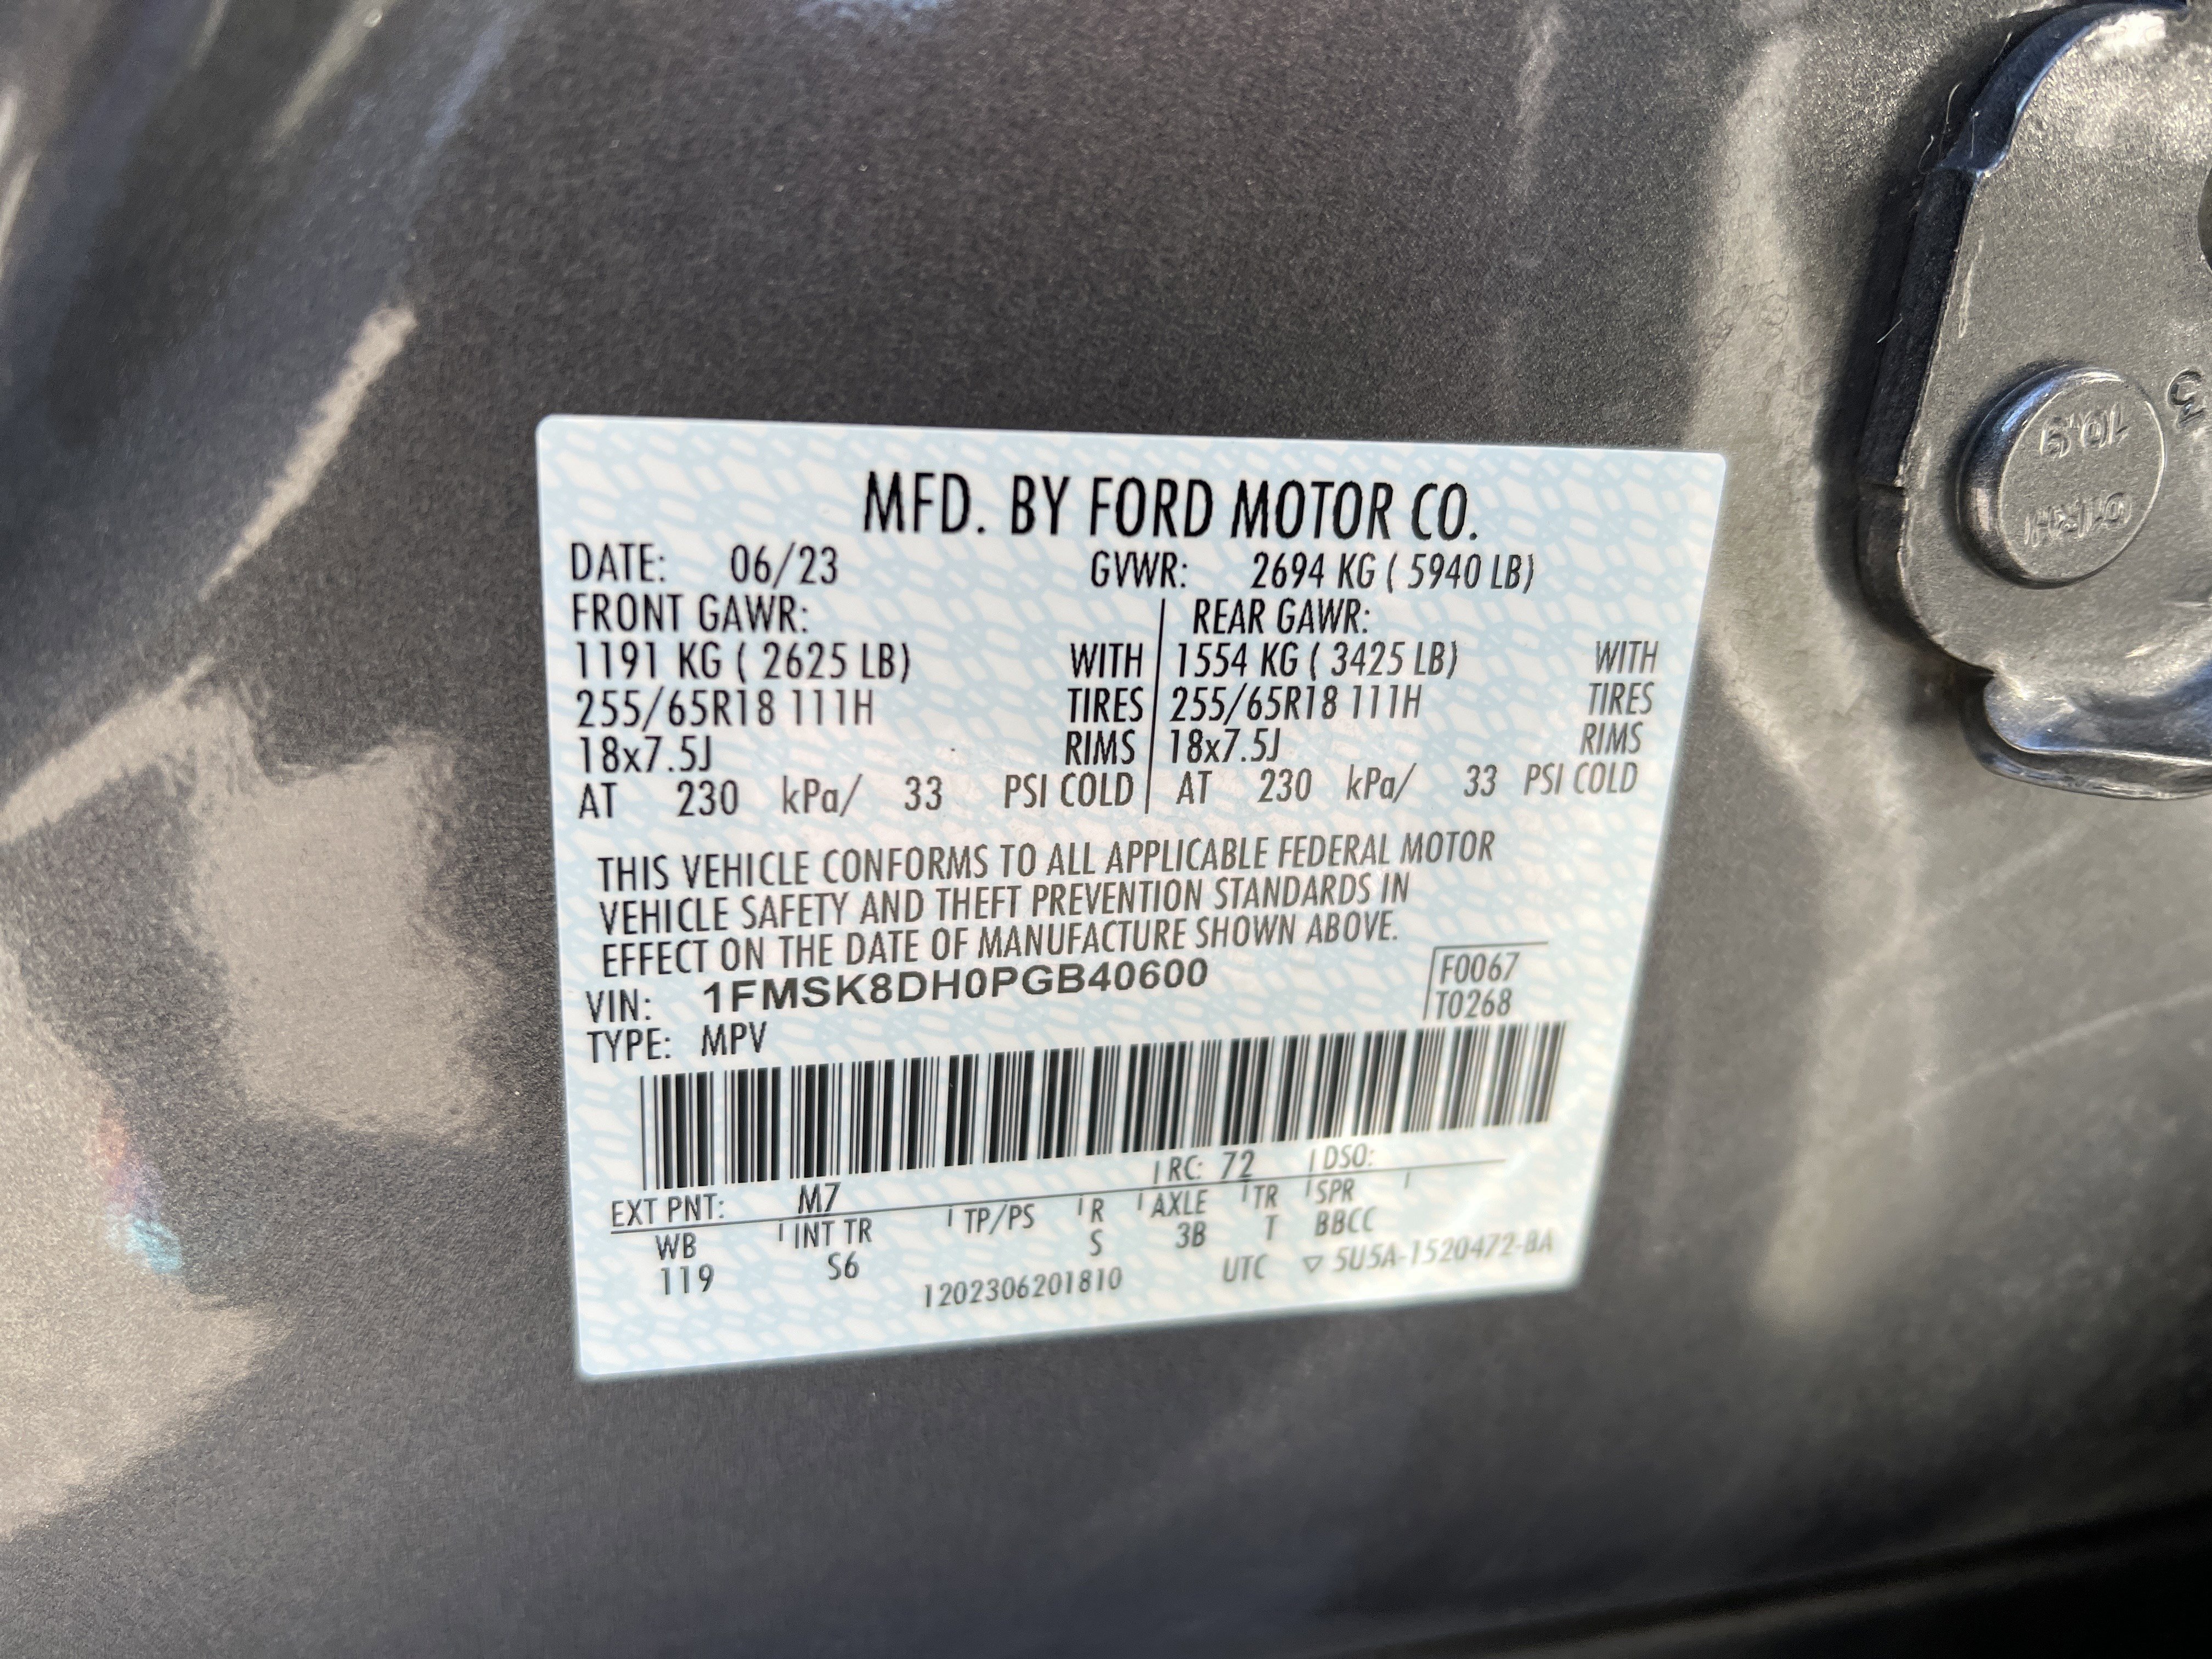 MFD. BY FORD MOTOR CO.
DATE: 06/23 GVWR: 2694 KG ( 5940 LB)
FRONT GAWR: REAR GAWR:
1191 KG ( 2625 LB) WITH 1554 KG ( 3425 LB) WITH
255/65R18 111H TIRES 255/65R18 111H TIRES
18x7.5J RIMS 18x7.5J RIMS
AT 230 kPa/ 33 PSI COLD AT 230 kPa/ 33 PSI COLD
THIS VEHICLE CONFORMS TO ALL APPLICABLE FEDERAL MOTOR
VEHICLE SAFETY AND THEFT PREVENTION STANDARDS IN
EFFECT ON THE DATE OF MANUFACTURE SHOWN ABOVE.
VIN: 1FMSK8DH0PGB40600 F0067
TYPE: MPV T0268
EXT PNT: M7 RC: 72 DSO:
WB INT TR TP/PS R AXLE TR SPR
119 S6 S 3B T BBCC
1202306201810 UTC ▽ 5U5A-1520472-BA
10.9
3